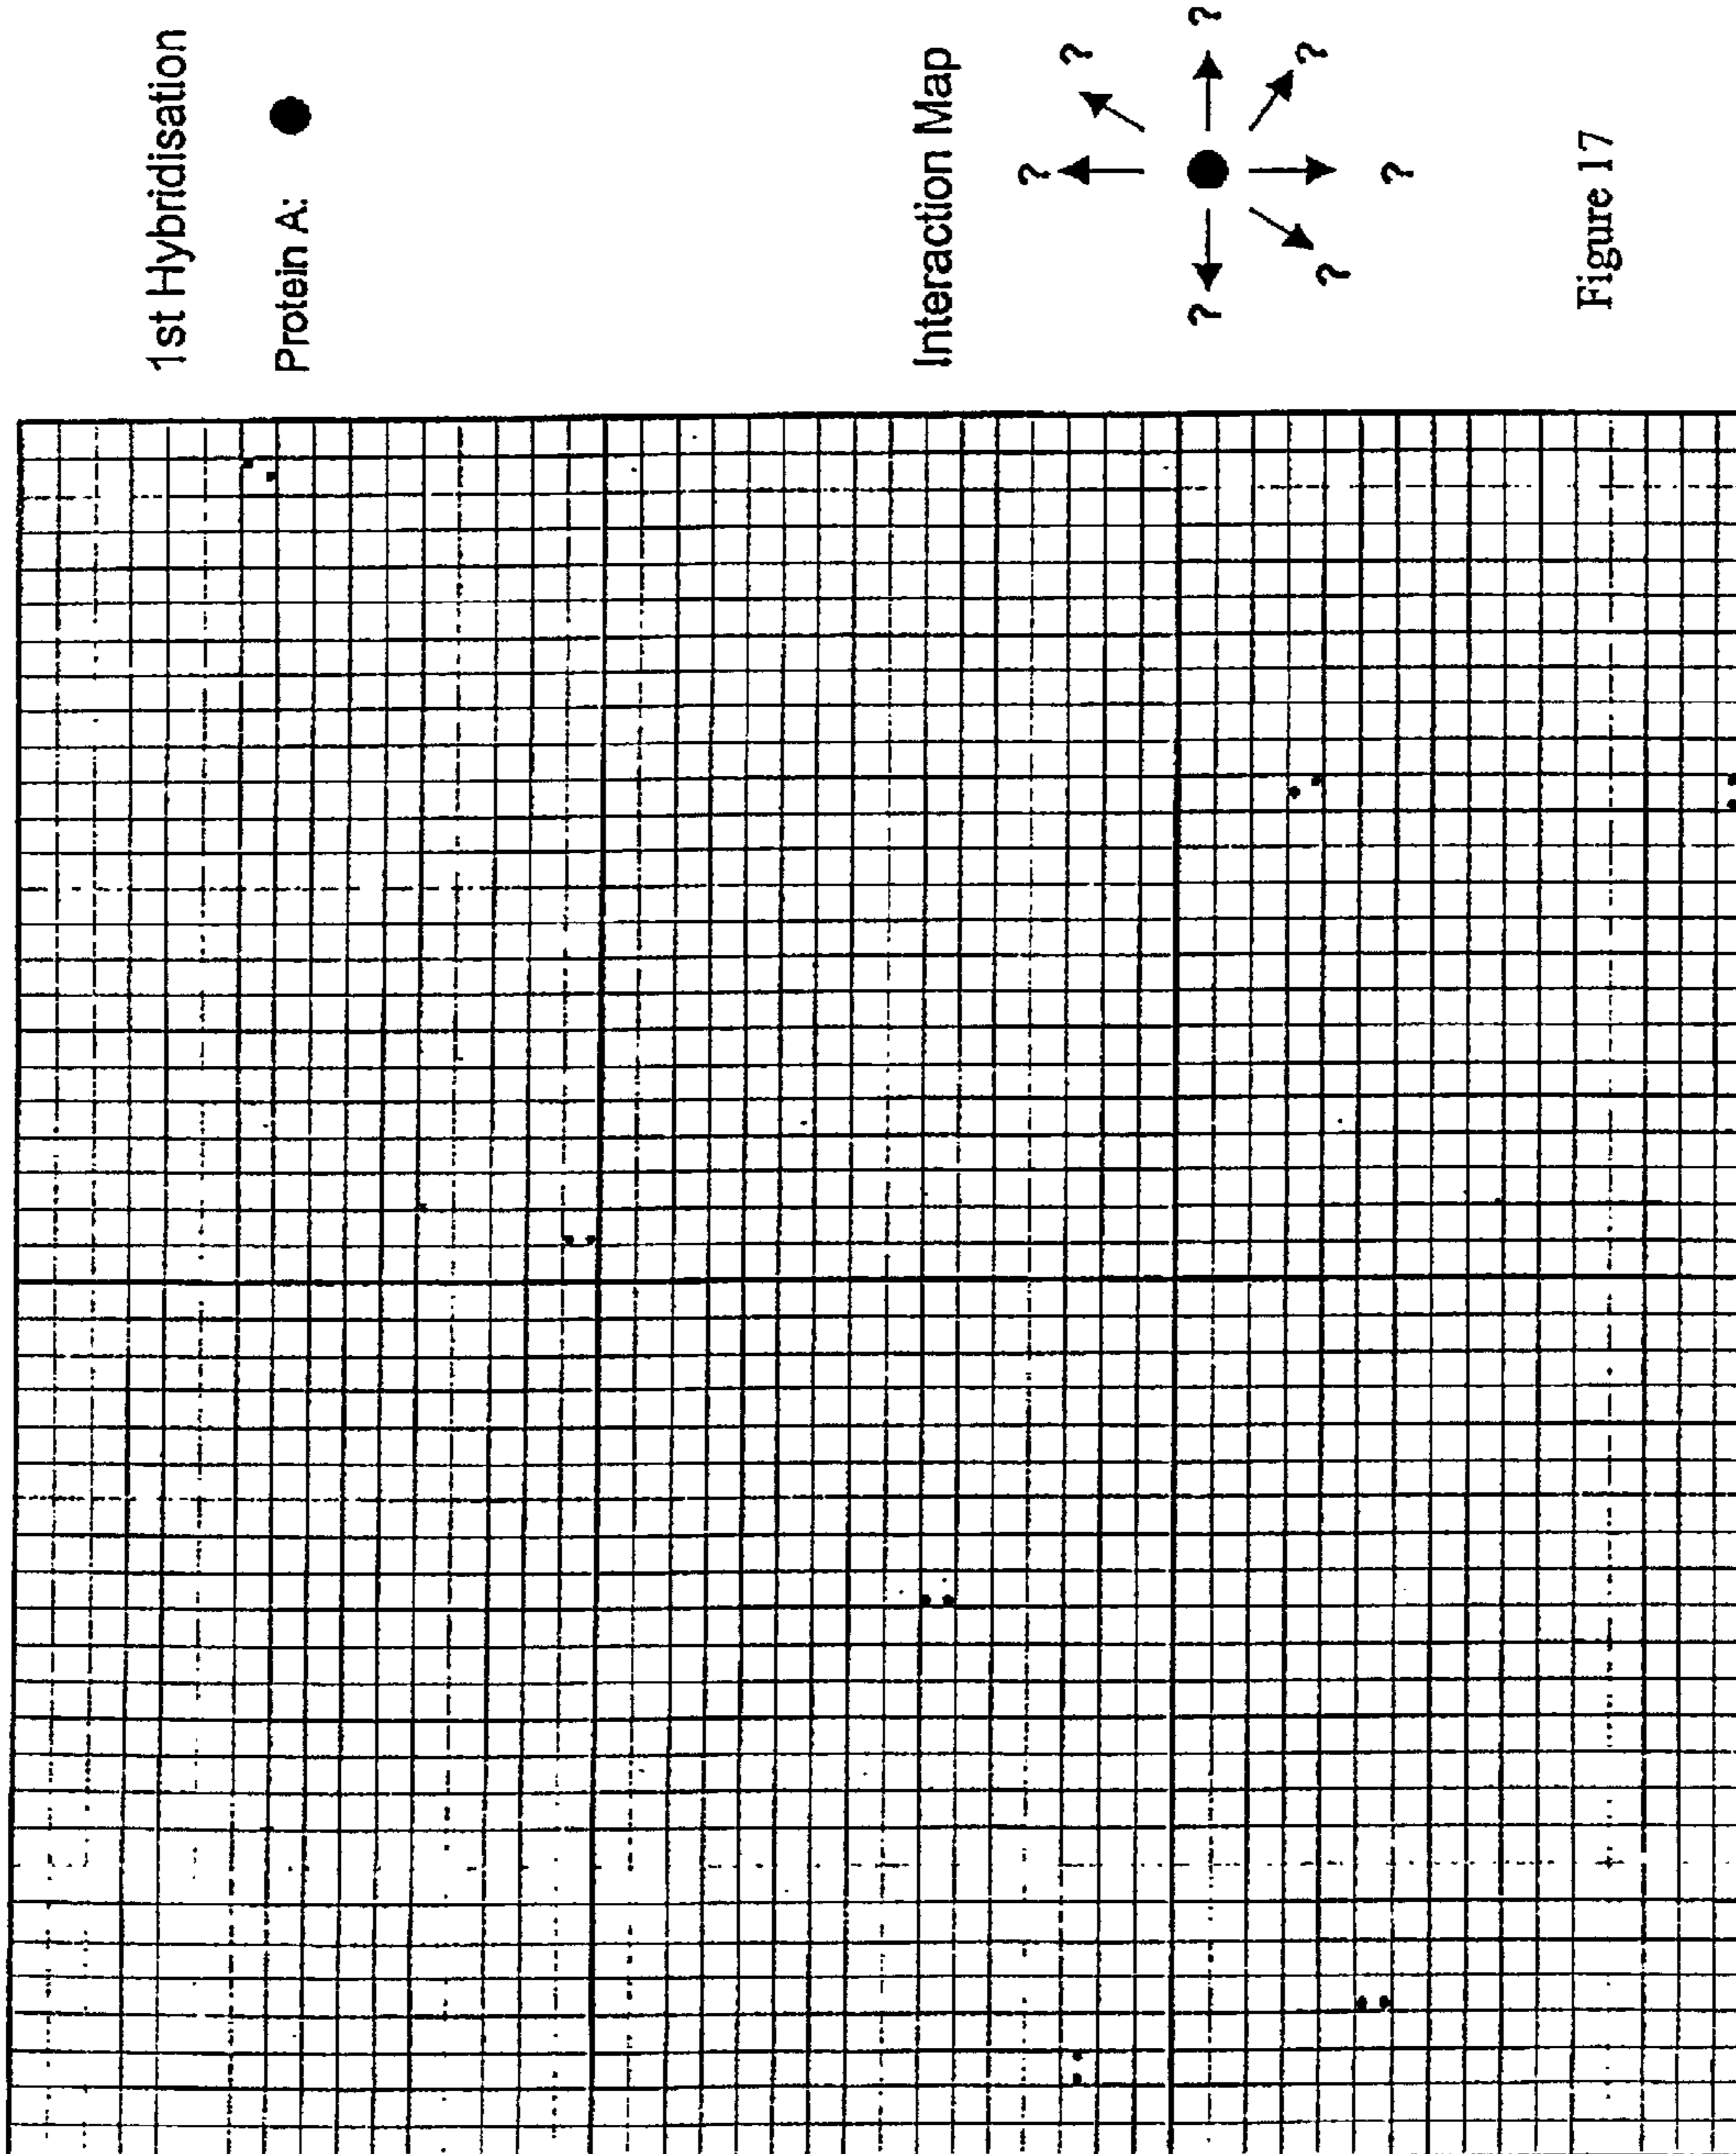 1st Hybridisation
Protein A:
Interaction Map
?
?
?
?
?
?
?
Figure 17